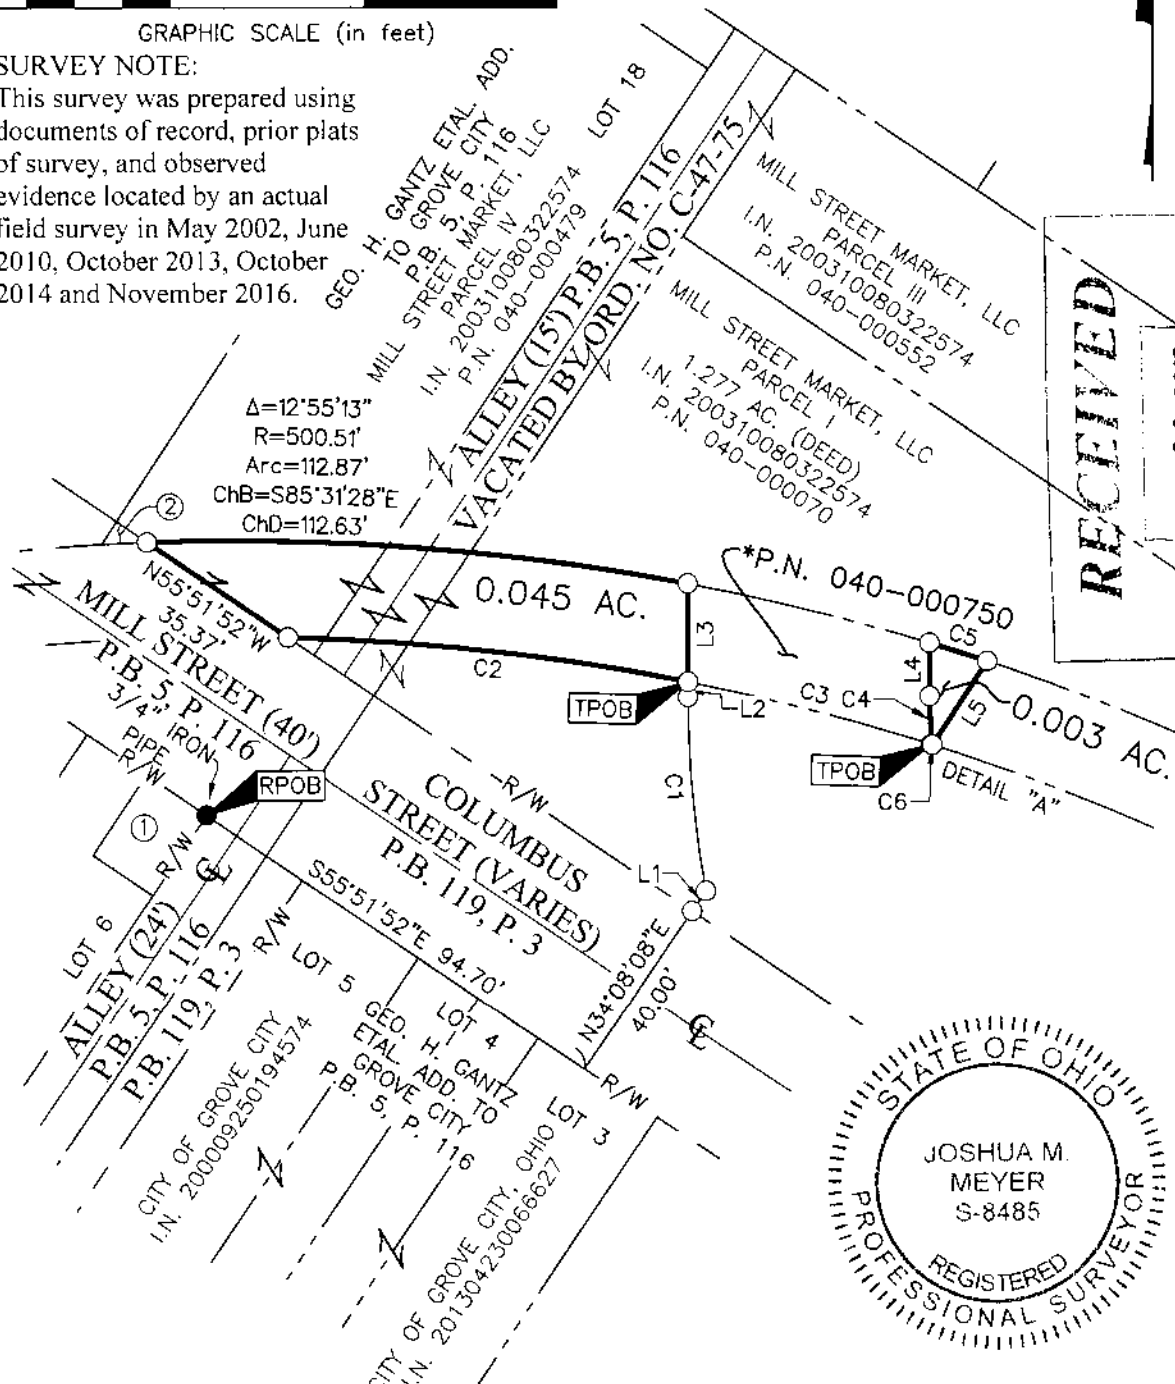 GRAPHIC SCALE (in feet)
SURVEY NOTE:
This survey was prepared using
documents of record, prior plats
of survey, and observed
evidence located by an actual
field survey in May 2002, June
2010, October 2013, October
2014 and November 2016.
GEO. H. GANTZ ETAL. ADD.
TO GROVE CITY
P.B. 5, P. 116
MILL STREET MARKET, LLC
PARCEL IV
I.N. 200310080322574
P.N. 040-000479
LOT 18
ALLEY (15') P.B. 5, P. 116
VACATED BY ORD. NO. C-47-75
MILL STREET MARKET, LLC
PARCEL III
I.N. 200310080322574
P.N. 040-000552
MILL STREET MARKET, LLC
PARCEL I
1.277 AC. (DEED)
I.N. 200310080322574
P.N. 040-000070
RECEIVED
Δ=12°55'13"
R=500.51'
Arc=112.87'
ChB=S85°31'28"E
ChD=112.63'
2
N55°51'52"W
35.37'
0.045 AC.
*P.N. 040-000750
C5
L3
L4
C2
C3
C4
L5
0.003 AC.
TPOB
L2
TPOB
C6
DETAIL "A"
MILL STREET (40')
P.B. 5, P. 116
3/4" IRON
PIPE
R/W
RPOB
R/W
COLUMBUS
STREET (VARIES)
P.B. 119, P. 3
C1
L1
1
R/W
℄
S55°51'52"E 94.70'
R/W
N34°08'08"E
40.00'
℄
LOT 6
ALLEY (24')
P.B. 5, P. 116
P.B. 119, P. 3
LOT 5
LOT 4
GEO. H. GANTZ
ETAL. ADD. TO
GROVE CITY
P.B. 5, P. 116
R/W
LOT 3
CITY OF GROVE CITY
I.N. 200009250194574
CITY OF GROVE CITY, OHIO
I.N. 201304230066627
STATE OF OHIO
JOSHUA M.
MEYER
S-8485
REGISTERED
PROFESSIONAL SURVEYOR